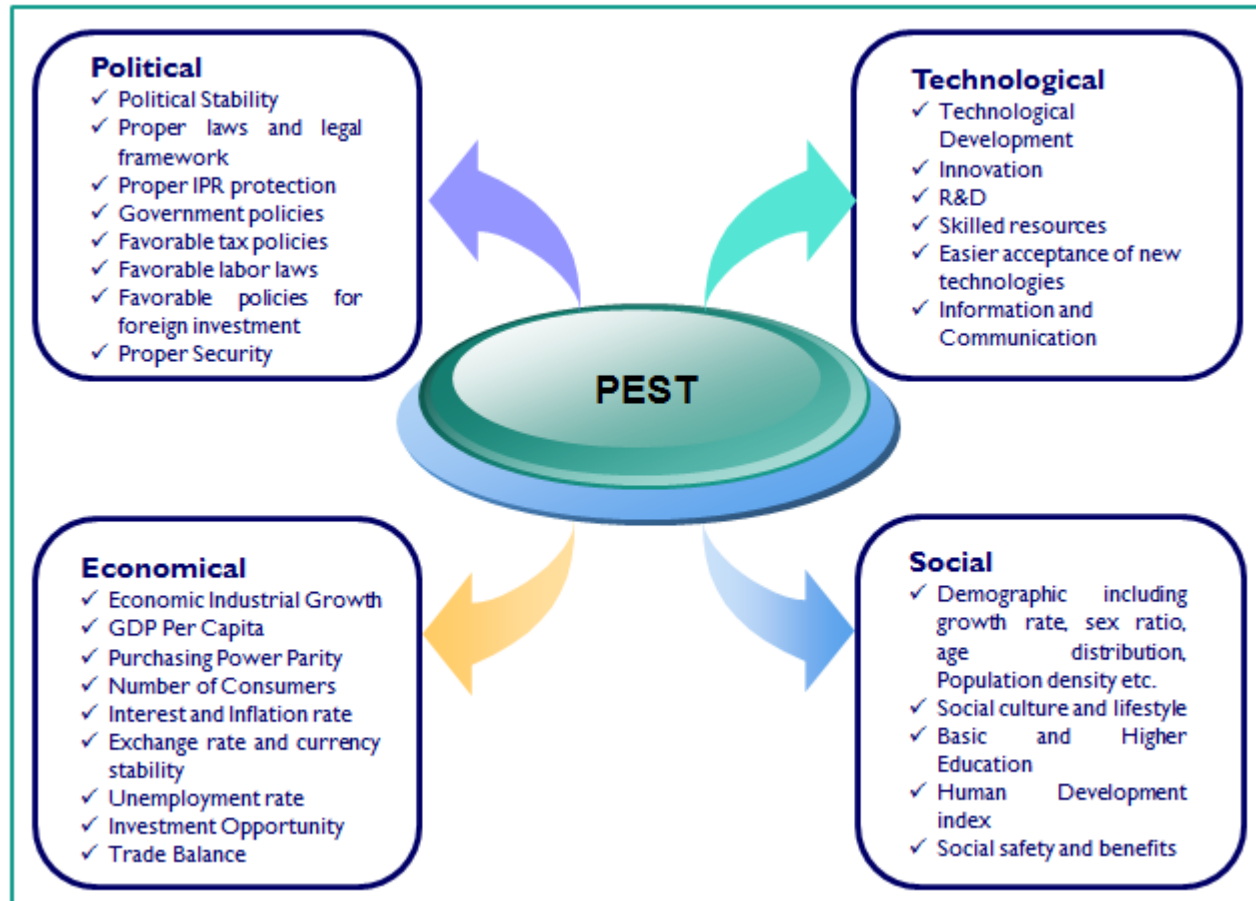 Political
✓ Political Stability
✓ Proper laws and legal
framework
✓ Proper IPR protection
✓ Government policies
✓ Favorable tax policies
✓ Favorable labor laws
✓ Favorable policies for
foreign investment
✓ Proper Security
Technological
✓ Technological
Development
✓ Innovation
✓ R&D
✓ Skilled resources
✓ Easier acceptance of new
technologies
✓ Information and
Communication
PEST
Economical
✓ Economic Industrial Growth
✓ GDP Per Capita
✓ Purchasing Power Parity
✓ Number of Consumers
✓ Interest and Inflation rate
✓ Exchange rate and currency
stability
✓ Unemployment rate
✓ Investment Opportunity
✓ Trade Balance
Social
✓ Demographic including
growth rate, sex ratio,
age distribution,
Population density etc.
✓ Social culture and lifestyle
✓ Basic and Higher
Education
✓ Human Development
index
✓ Social safety and benefits